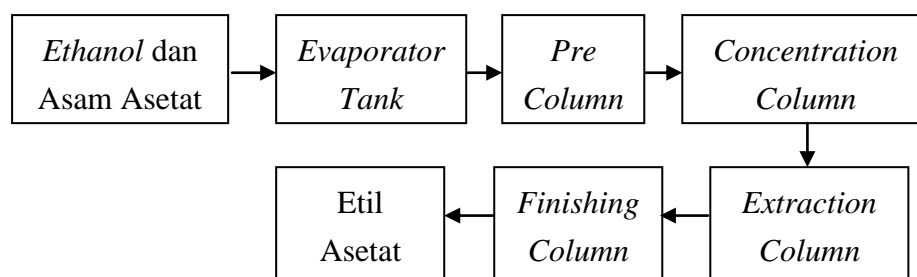 Ethanol dan
Asam Asetat
Evaporator
Tank
Pre
Column
Concentration
Column
Extraction
Column
Finishing
Column
Etil
Asetat